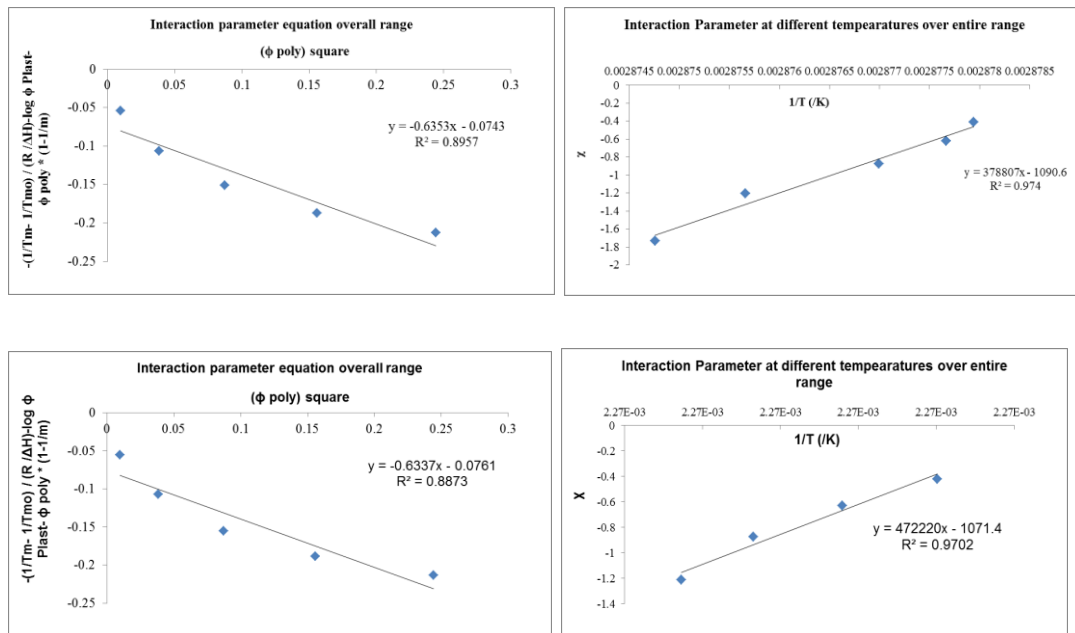 Interaction parameter equation overall range
(ϕ poly) square
0 0.05 0.1 0.15 0.2 0.25 0.3
0
-0.05
-0.1
-0.15
-0.2
-0.25
-(1/Tm- 1/Tmo) / (R /ΔH)-log ϕ Plast-
ϕ poly * (1-1/m)
y = -0.6353x - 0.0743
R² = 0.8957
Interaction Parameter at different tempearatures over entire range
0.0028745 0.002875 0.0028755 0.002876 0.0028765 0.002877 0.0028775 0.002878 0.0028785
0
-0.2
-0.4
-0.6
-0.8
-1
-1.2
-1.4
-1.6
-1.8
-2
1/T (/K)
χ
y = 378807x - 1090.6
R² = 0.974
Interaction parameter equation overall range
(ϕ poly) square
0 0.05 0.1 0.15 0.2 0.25 0.3
0
-0.05
-0.1
-0.15
-0.2
-0.25
-(1/Tm- 1/Tmo) / (R /ΔH)-log ϕ
Plast- ϕ poly * (1-1/m)
y = -0.6337x - 0.0761
R² = 0.8873
Interaction Parameter at different tempearatures over entire
range
2.27E-03 2.27E-03 2.27E-03 2.27E-03 2.27E-03 2.27E-03
0
-0.2
-0.4
-0.6
-0.8
-1
-1.2
-1.4
1/T (/K)
χ
y = 472220x - 1071.4
R² = 0.9702